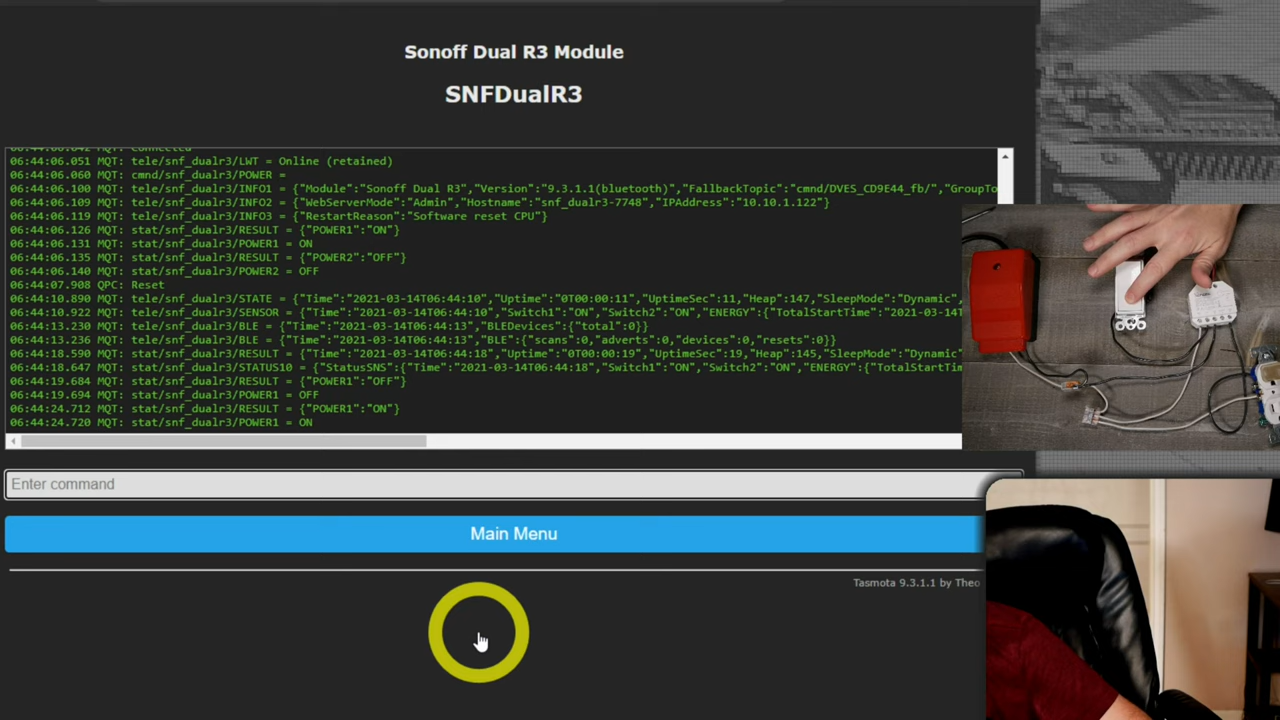 Sonoff Dual R3 Module
SNFDualR3
06:44:06.042 MQT: Connected
06:44:06.051 MQT: tele/snf_dualr3/LWT = Online (retained)
06:44:06.060 MQT: cmnd/snf_dualr3/POWER =
06:44:06.100 MQT: tele/snf_dualr3/INFO1 = {"Module":"Sonoff Dual R3","Version":"9.3.1.1(bluetooth)","FallbackTopic":"cmnd/DVES_CD9E44_fb/","GroupTo
06:44:06.109 MQT: tele/snf_dualr3/INFO2 = {"WebServerMode":"Admin","Hostname":"snf_dualr3-7748","IPAddress":"10.10.1.122"}
06:44:06.119 MQT: tele/snf_dualr3/INFO3 = {"RestartReason":"Software reset CPU"}
06:44:06.126 MQT: stat/snf_dualr3/RESULT = {"POWER1":"ON"}
06:44:06.131 MQT: stat/snf_dualr3/POWER1 = ON
06:44:06.135 MQT: stat/snf_dualr3/RESULT = {"POWER2":"OFF"}
06:44:06.140 MQT: stat/snf_dualr3/POWER2 = OFF
06:44:07.908 QPC: Reset
06:44:10.890 MQT: tele/snf_dualr3/STATE = {"Time":"2021-03-14T06:44:10","Uptime":"0T00:00:11","UptimeSec":11,"Heap":147,"SleepMode":"Dynamic",
06:44:10.922 MQT: tele/snf_dualr3/SENSOR = {"Time":"2021-03-14T06:44:10","Switch1":"ON","Switch2":"ON","ENERGY":{"TotalStartTime":"2021-03-14T
06:44:13.230 MQT: tele/snf_dualr3/BLE = {"Time":"2021-03-14T06:44:13","BLEDevices":{"total":0}}
06:44:13.236 MQT: tele/snf_dualr3/BLE = {"scans":0,"adverts":0,"devices":0,"resets":0}}
06:44:18.590 MQT: stat/snf_dualr3/RESULT = {"Time":"2021-03-14T06:44:18","Uptime":"0T00:00:19","UptimeSec":19,"Heap":145,"SleepMode":"Dynamic"
06:44:18.647 MQT: stat/snf_dualr3/STATUS10 = {"StatusSNS":{"Time":"2021-03-14T06:44:18","Switch1":"ON","Switch2":"ON","ENERGY":{"TotalStartTim
06:44:19.684 MQT: stat/snf_dualr3/RESULT = {"POWER1":"OFF"}
06:44:19.694 MQT: stat/snf_dualr3/POWER1 = OFF
06:44:24.712 MQT: stat/snf_dualr3/RESULT = {"POWER1":"ON"}
06:44:24.720 MQT: stat/snf_dualr3/POWER1 = ON
Enter command
Main Menu
Tasmota 9.3.1.1 by Theo